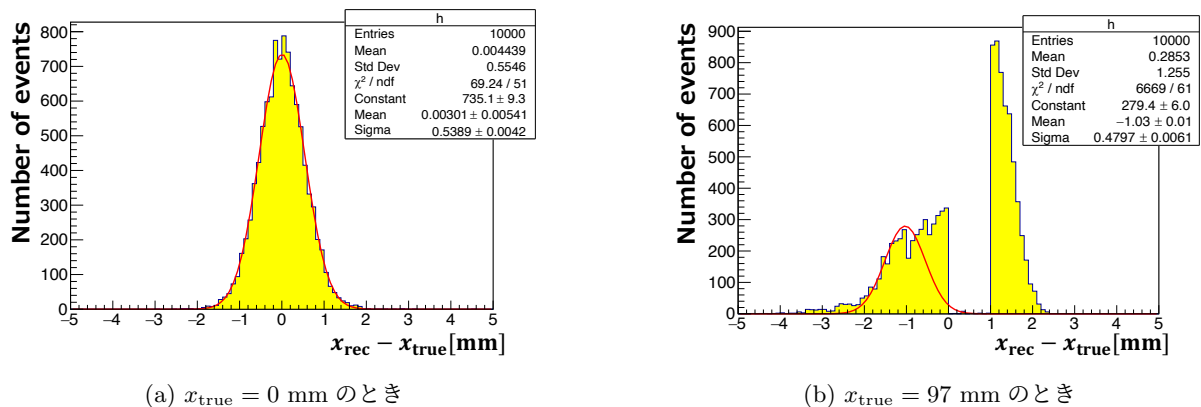 h
Entries 10000
Mean 0.004439
Std Dev 0.5546
χ² / ndf 69.24 / 51
Constant 735.1 ± 9.3
Mean 0.00301 ± 0.00541
Sigma 0.5389 ± 0.0042
Number of events
800
700
600
500
400
300
200
100
0
−5 −4 −3 −2 −1 0 1 2 3 4 5
x_rec − x_true[mm]
(a) x_true = 0 mm のとき
h
Entries 10000
Mean 0.2853
Std Dev 1.255
χ² / ndf 6669 / 61
Constant 279.4 ± 6.0
Mean −1.03 ± 0.01
Sigma 0.4797 ± 0.0061
Number of events
900
800
700
600
500
400
300
200
100
0
−5 −4 −3 −2 −1 0 1 2 3 4 5
x_rec − x_true[mm]
(b) x_true = 97 mm のとき